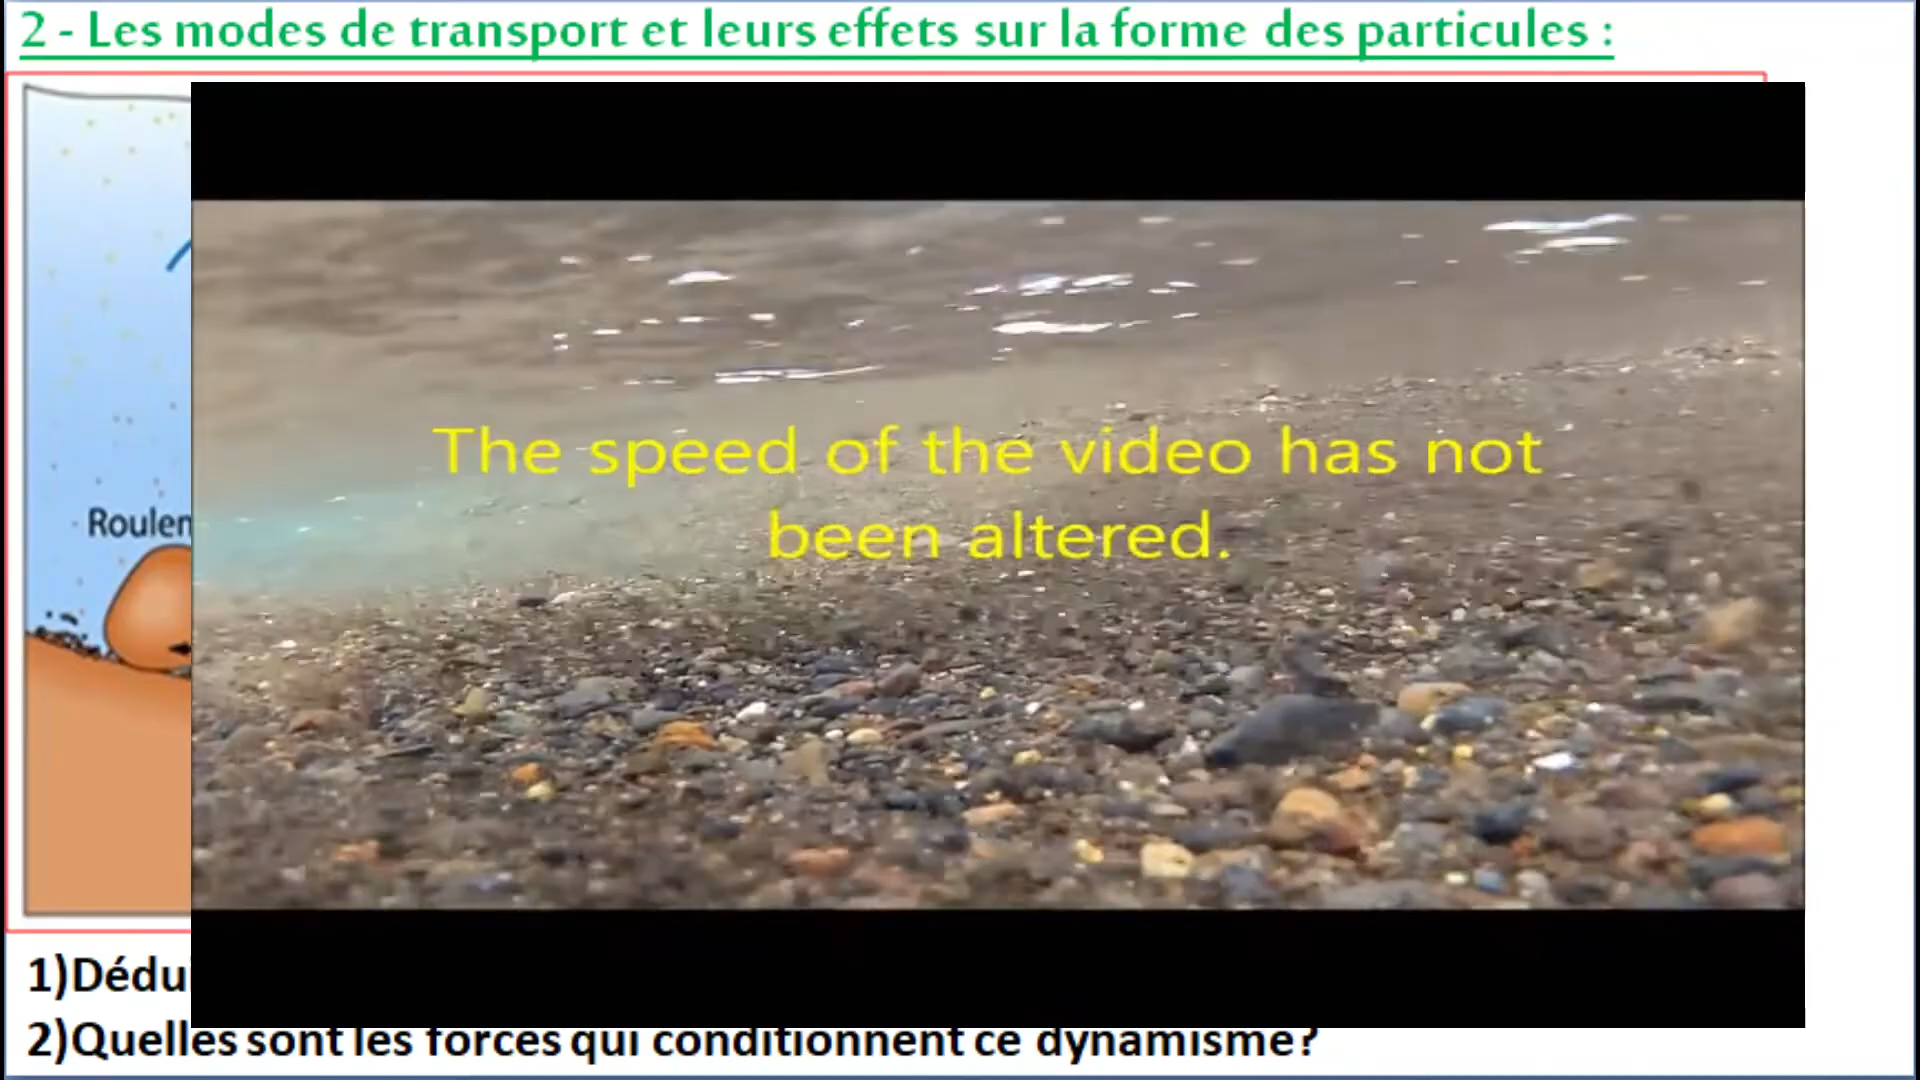 2 - Les modes de transport et leurs effets sur la forme des particules :
The speed of the video has not
been altered.
Roulem
1)Dédu
2)Quelles sont les forces qui conditionnent ce dynamisme?